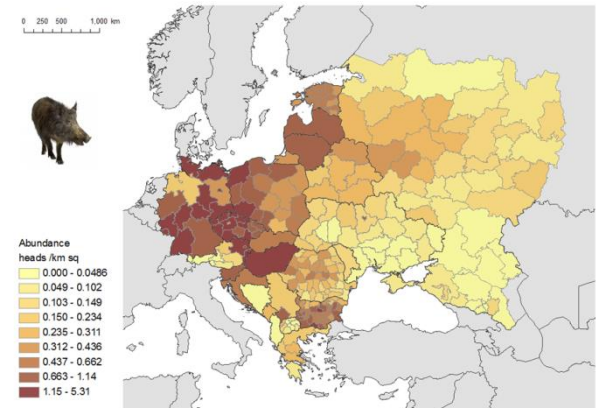 0 250 500 1,000 km
Abundance
heads /km sq
0.000 - 0.0486
0.049 - 0.102
0.103 - 0.149
0.150 - 0.234
0.235 - 0.311
0.312 - 0.436
0.437 - 0.662
0.663 - 1.14
1.15 - 5.31